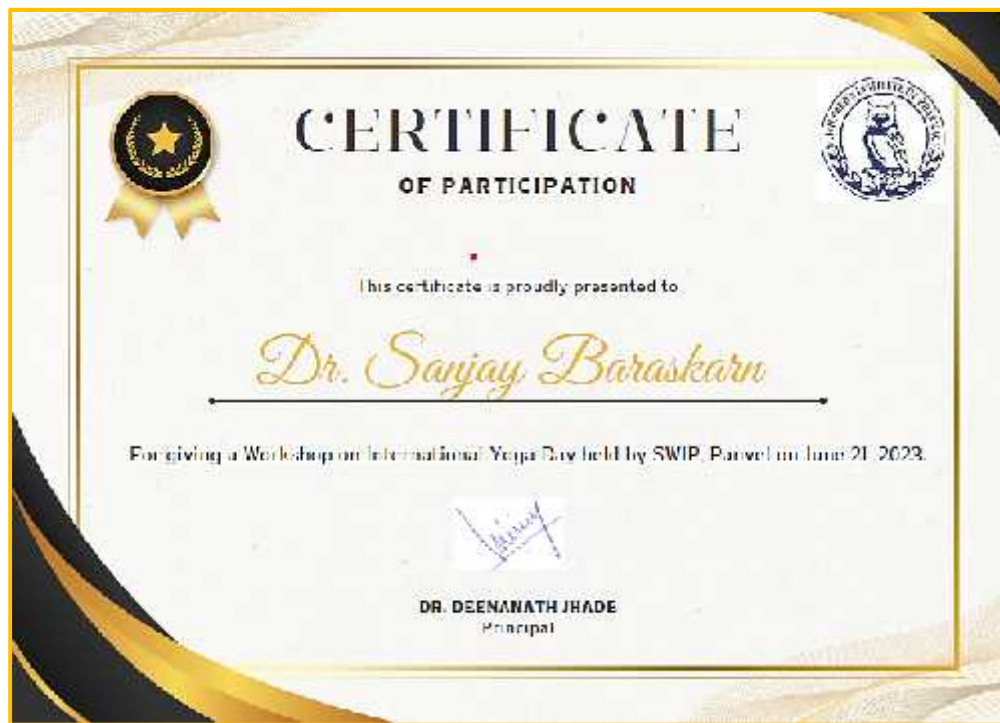 CERTIFICATE
OF PARTICIPATION
This certificate is proudly presented to
Dr. Sanjay Baraskarn
For giving a Workshop on International Yoga Day held by SWIP, Panvel on June 21, 2023.
DR. DEENANATH JHADE
Principal